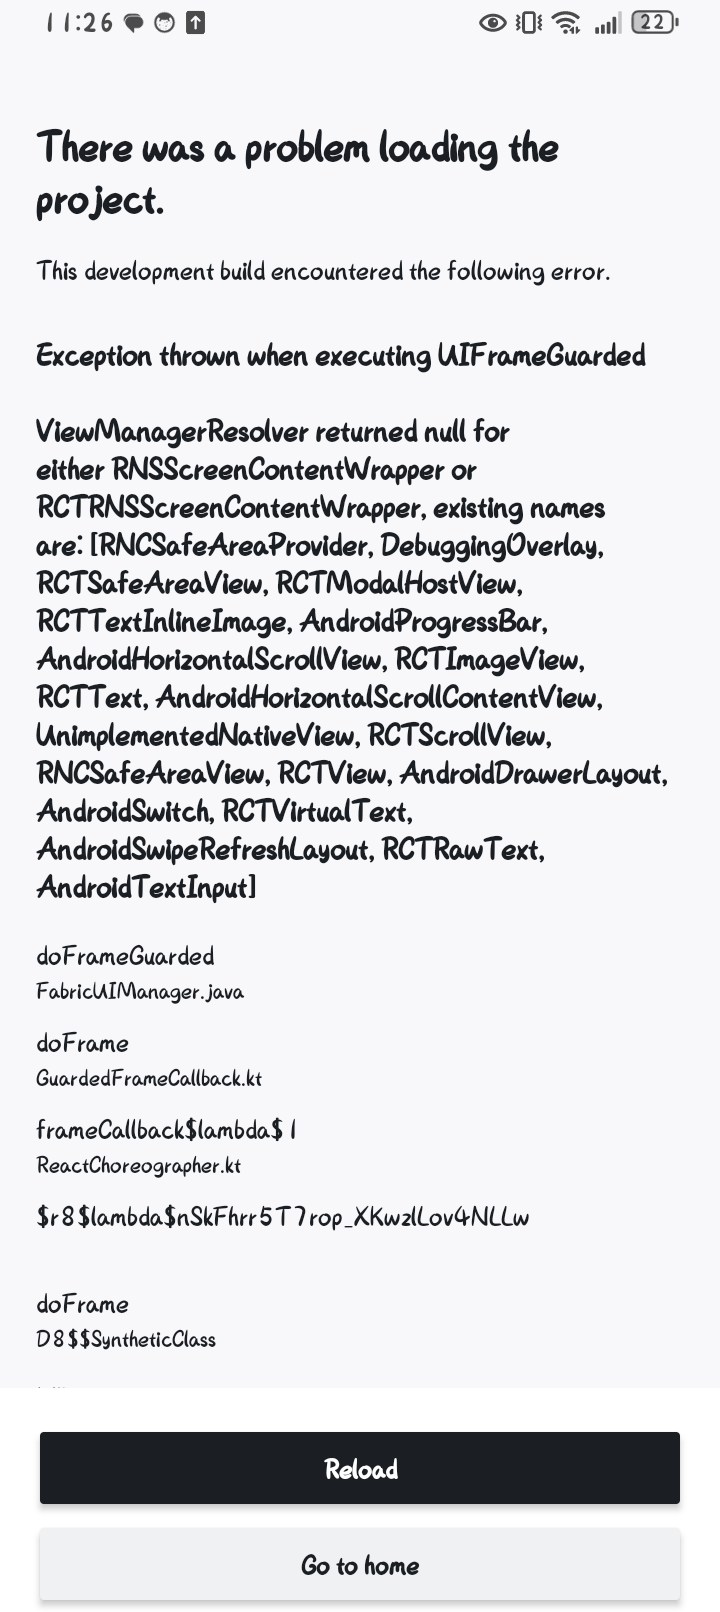 11:26
22
There was a problem loading the
project.
This development build encountered the following error.
Exception thrown when executing UIFrameGuarded
ViewManagerResolver returned null for
either RNSScreenContentWrapper or
RCTRNSScreenContentWrapper, existing names
are: [RNCSafeAreaProvider, DebuggingOverlay,
RCTSafeAreaView, RCTModalHostView,
RCTTextInlineImage, AndroidProgressBar,
AndroidHorizontalScrollView, RCTImageView,
RCTText, AndroidHorizontalScrollContentView,
UnimplementedNativeView, RCTScrollView,
RNCSafeAreaView, RCTView, AndroidDrawerLayout,
AndroidSwitch, RCTVirtualText,
AndroidSwipeRefreshLayout, RCTRawText,
AndroidTextInput]
doFrameGuarded
FabricUIManager.java
doFrame
GuardedFrameCallback.kt
frameCallback$lambda$1
ReactChoreographer.kt
$r8$lambda$nSkFhrr5T7rop_XKwzlLov4NLLw
doFrame
D8$$SyntheticClass
Reload
Go to home